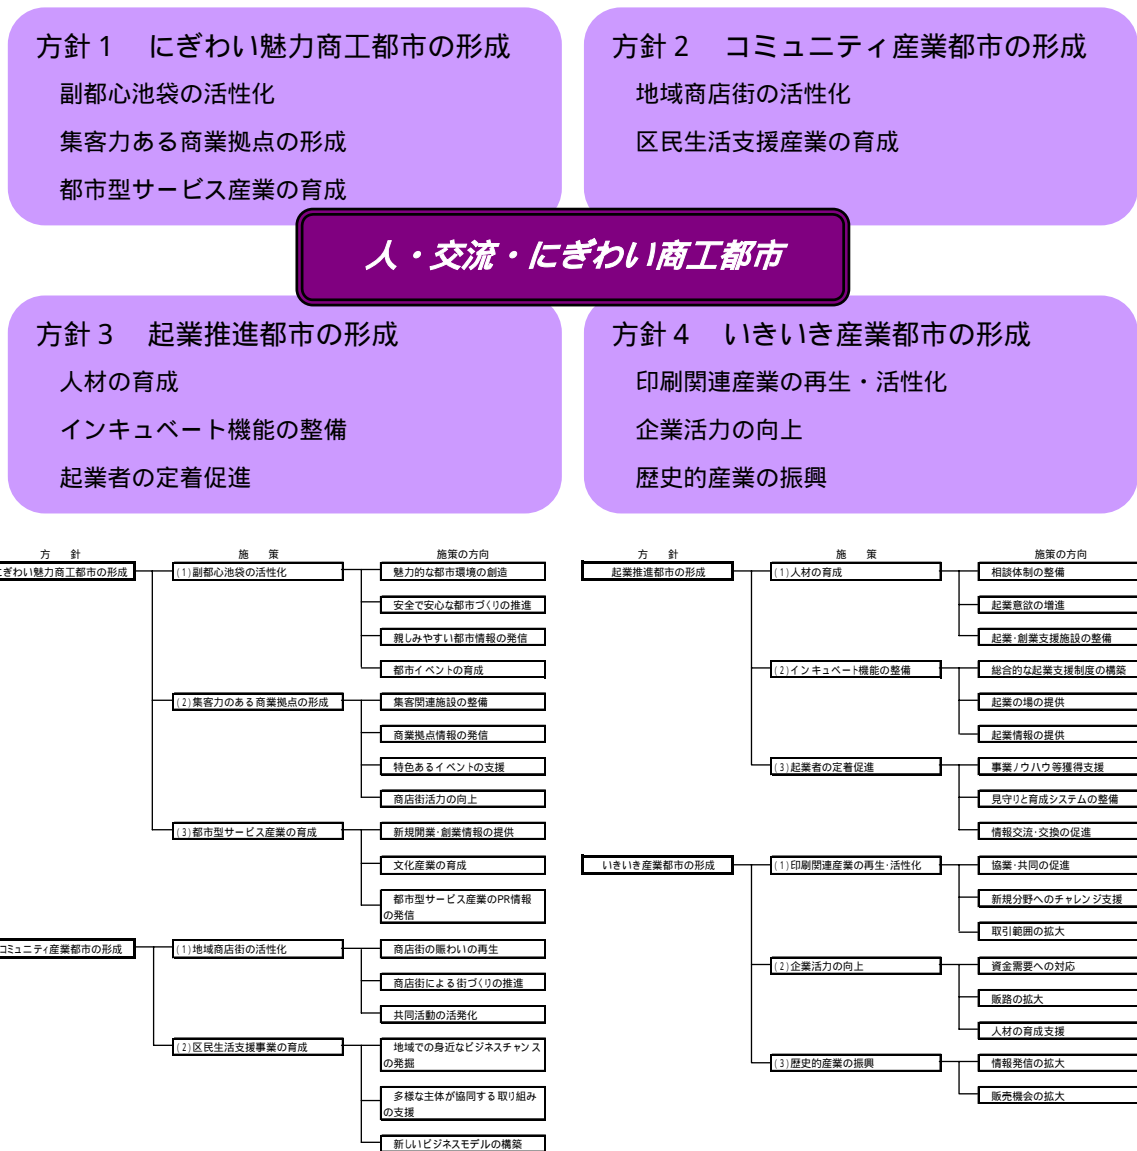 方針1　にぎわい魅力商工都市の形成
副都心池袋の活性化
集客力ある商業拠点の形成
都市型サービス産業の育成
方針2　コミュニティ産業都市の形成
地域商店街の活性化
区民生活支援産業の育成
人・交流・にぎわい商工都市
方針3　起業推進都市の形成
人材の育成
インキュベート機能の整備
起業者の定着促進
方針4　いきいき産業都市の形成
印刷関連産業の再生・活性化
企業活力の向上
歴史的産業の振興
方　針　施　策　施策の方向
にぎわい魅力商工都市の形成
(1)副都心池袋の活性化
魅力的な都市環境の創造
安全で安心な都市づくりの推進
親しみやすい都市情報の発信
都市イベントの育成
(2)集客力のある商業拠点の形成
集客関連施設の整備
商業拠点情報の発信
特色あるイベントの支援
商店街活力の向上
(3)都市型サービス産業の育成
新規開業・創業情報の提供
文化産業の育成
都市型サービス産業のPR情報
の発信
コミュニティ産業都市の形成
(1)地域商店街の活性化
商店街の賑わいの再生
商店街による街づくりの推進
共同活動の活発化
(2)区民生活支援事業の育成
地域での身近なビジネスチャンス
の発掘
多様な主体が協同する取り組み
の支援
新しいビジネスモデルの構築
方　針　施　策　施策の方向
起業推進都市の形成
(1)人材の育成
相談体制の整備
起業意欲の増進
起業・創業支援施設の整備
(2)インキュベート機能の整備
総合的な起業支援制度の構築
起業の場の提供
起業情報の提供
(3)起業者の定着促進
事業ノウハウ等獲得支援
見守りと育成システムの整備
情報交流・交換の促進
いきいき産業都市の形成
(1)印刷関連産業の再生・活性化
協業・共同の促進
新規分野へのチャレンジ支援
取引範囲の拡大
(2)企業活力の向上
資金需要への対応
販路の拡大
人材の育成支援
(3)歴史的産業の振興
情報発信の拡大
販売機会の拡大